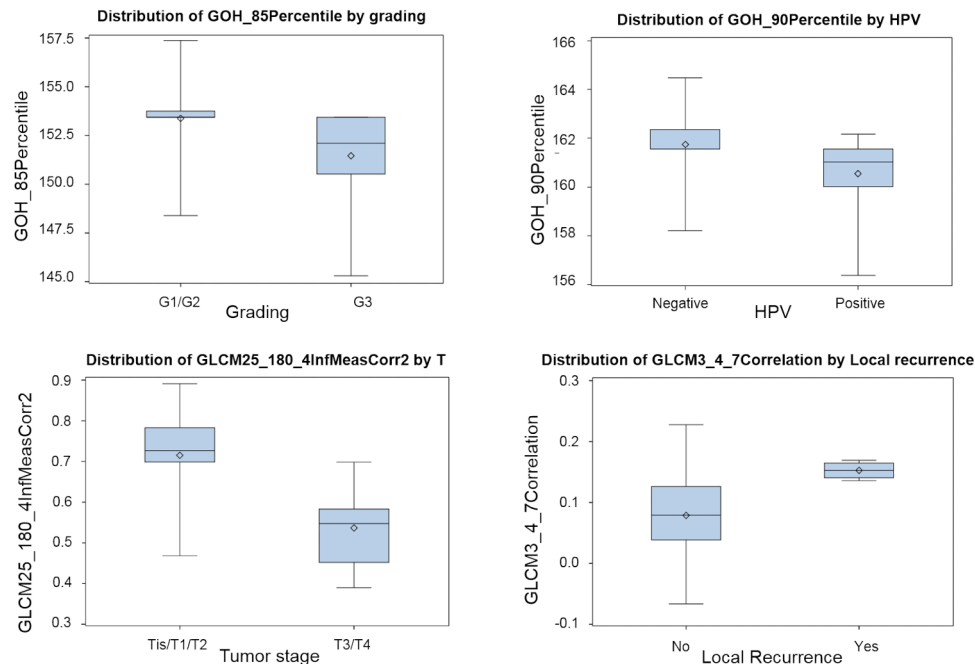 Distribution of GOH_85Percentile by grading
157.5
155.0
152.5
150.0
147.5
145.0
GOH_85Percentile
G1/G2
G3
Grading
Distribution of GOH_90Percentile by HPV
166
164
162
160
158
156
GOH_90Percentile
Negative
Positive
HPV
Distribution of GLCM25_180_4InfMeasCorr2 by T
0.9
0.8
0.7
0.6
0.5
0.4
0.3
GLCM25_180_4InfMeasCorr2
Tis/T1/T2
T3/T4
Tumor stage
Distribution of GLCM3_4_7Correlation by Local recurrence
0.3
0.2
0.1
0.0
-0.1
GLCM3_4_7Correlation
No
Yes
Local Recurrence